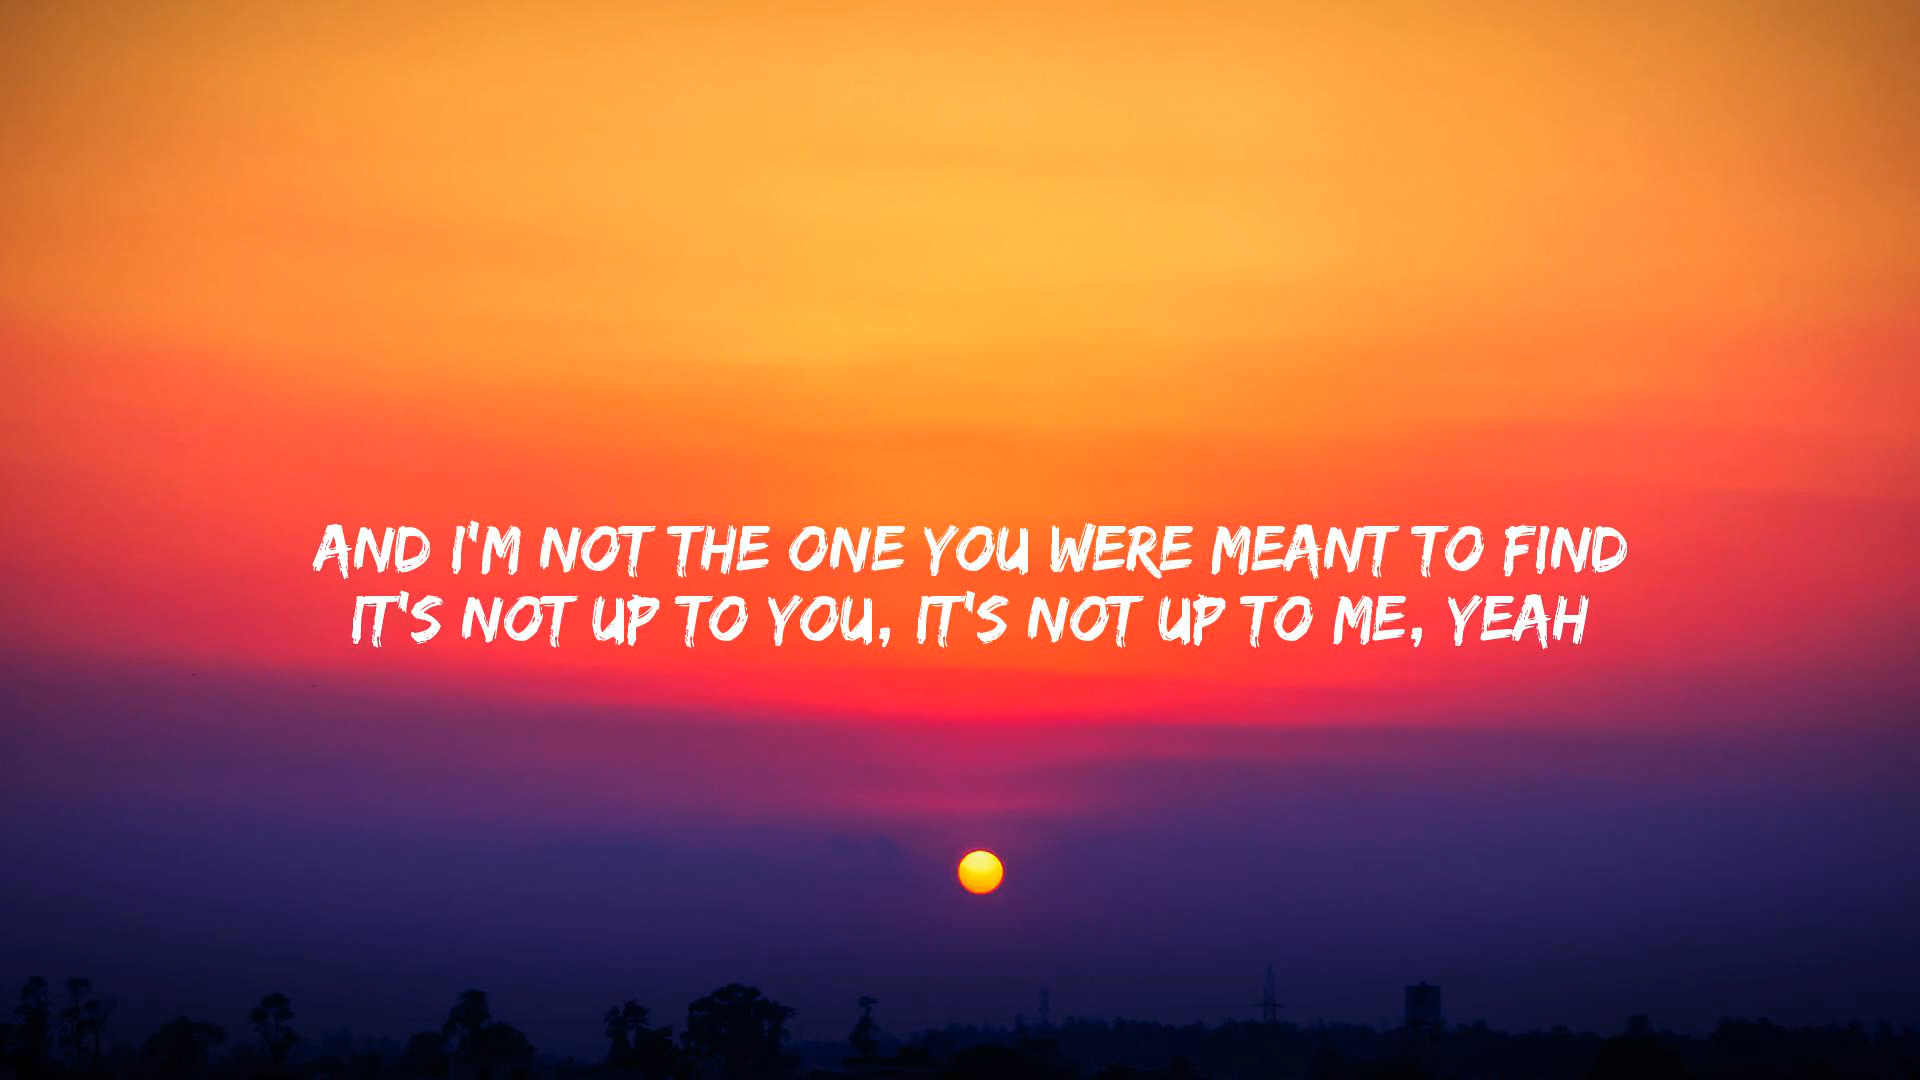 AND I'M NOT THE ONE YOU WERE MEANT TO FIND
IT'S NOT UP TO YOU, IT'S NOT UP TO ME, YEAH